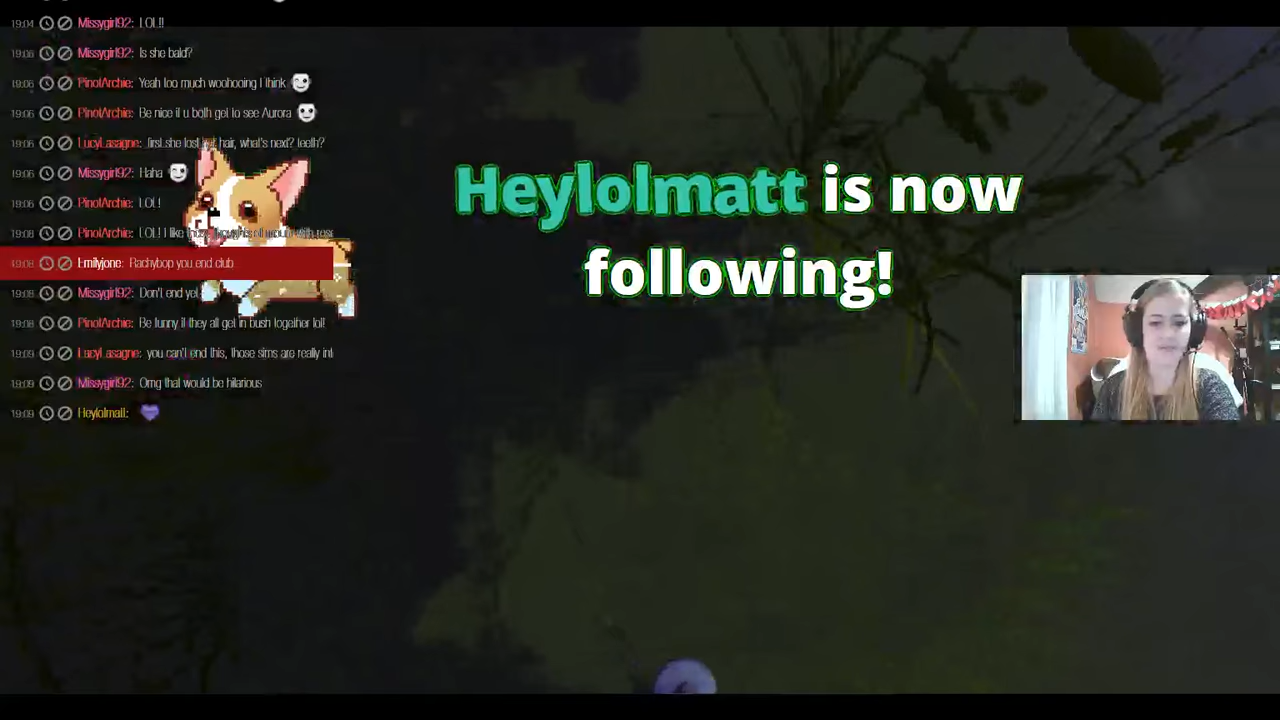 19:04 Missygirl92: LOL!!
19:06 Missygirl92: Is she bald?
19:06 PinotArchie: Yeah too much woohooing I think
19:06 PinotArchie: Be nice if u both get to see Aurora
19:06 LucyLasagne: first she lost hair, what's next? teeth?
19:06 Missygirl92: Haha
19:06 PinotArchie: LOL!
19:08 PinotArchie: LOL! I like
19:08 Emilyjone: Rachybop you end club
19:08 Missygirl92: Don't end yet
19:08 PinotArchie: Be funny if they all get in bush together lol!
19:09 LucyLasagne: you can't end this, those sims are really int
19:09 Missygirl92: Omg that would be hilarious
19:09 Heylolmatt:
Heylolmatt is now
following!